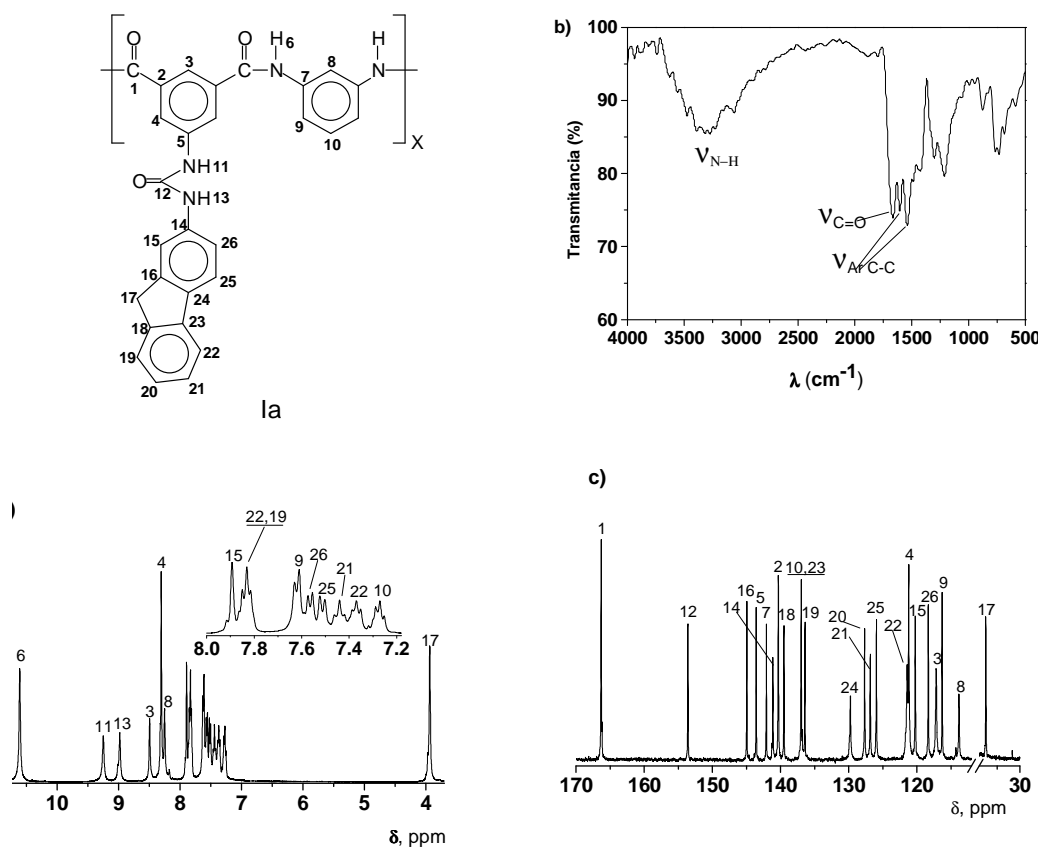 O
C
1
2
3
4
5
O
H
6
N
7
8
9
10
H
N
X
NH
11
O
12
NH
13
14
15
26
16
25
17
24
18
23
19
22
20
21
Ia
b)
100
90
80
70
60
Transmitancia (%)
νN–H
νC=O
νAr C-C
4000 3500 3000 2500 2000 1500 1000 500
λ (cm-1)
)
6
11
13
3
4
8
17
22,19
15
9
26
25
21
22
10
8.0 7.8 7.6 7.4 7.2
10 9 8 7 6 5 4
δ, ppm
c)
1
12
16
5
14
7
2
18
10,23
19
24
20
21
25
22
4
15
26
3
9
8
17
170 160 150 140 130 120 30
δ, ppm